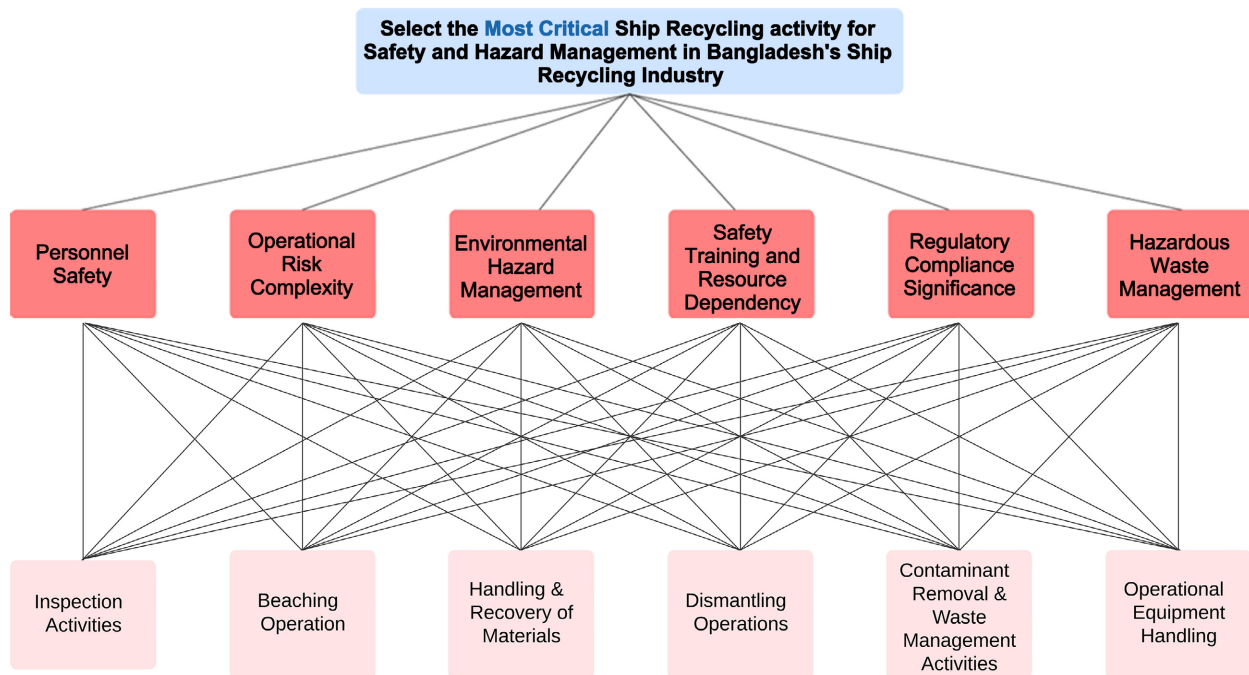 Select the Most Critical Ship Recycling activity for
Safety and Hazard Management in Bangladesh's Ship
Recycling Industry
Personnel
Safety
Operational
Risk
Complexity
Environmental
Hazard
Management
Safety
Training and
Resource
Dependency
Regulatory
Compliance
Significance
Hazardous
Waste
Management
Inspection
Activities
Beaching
Operation
Handling &
Recovery of
Materials
Dismantling
Operations
Contaminant
Removal &
Waste
Management
Activities
Operational
Equipment
Handling